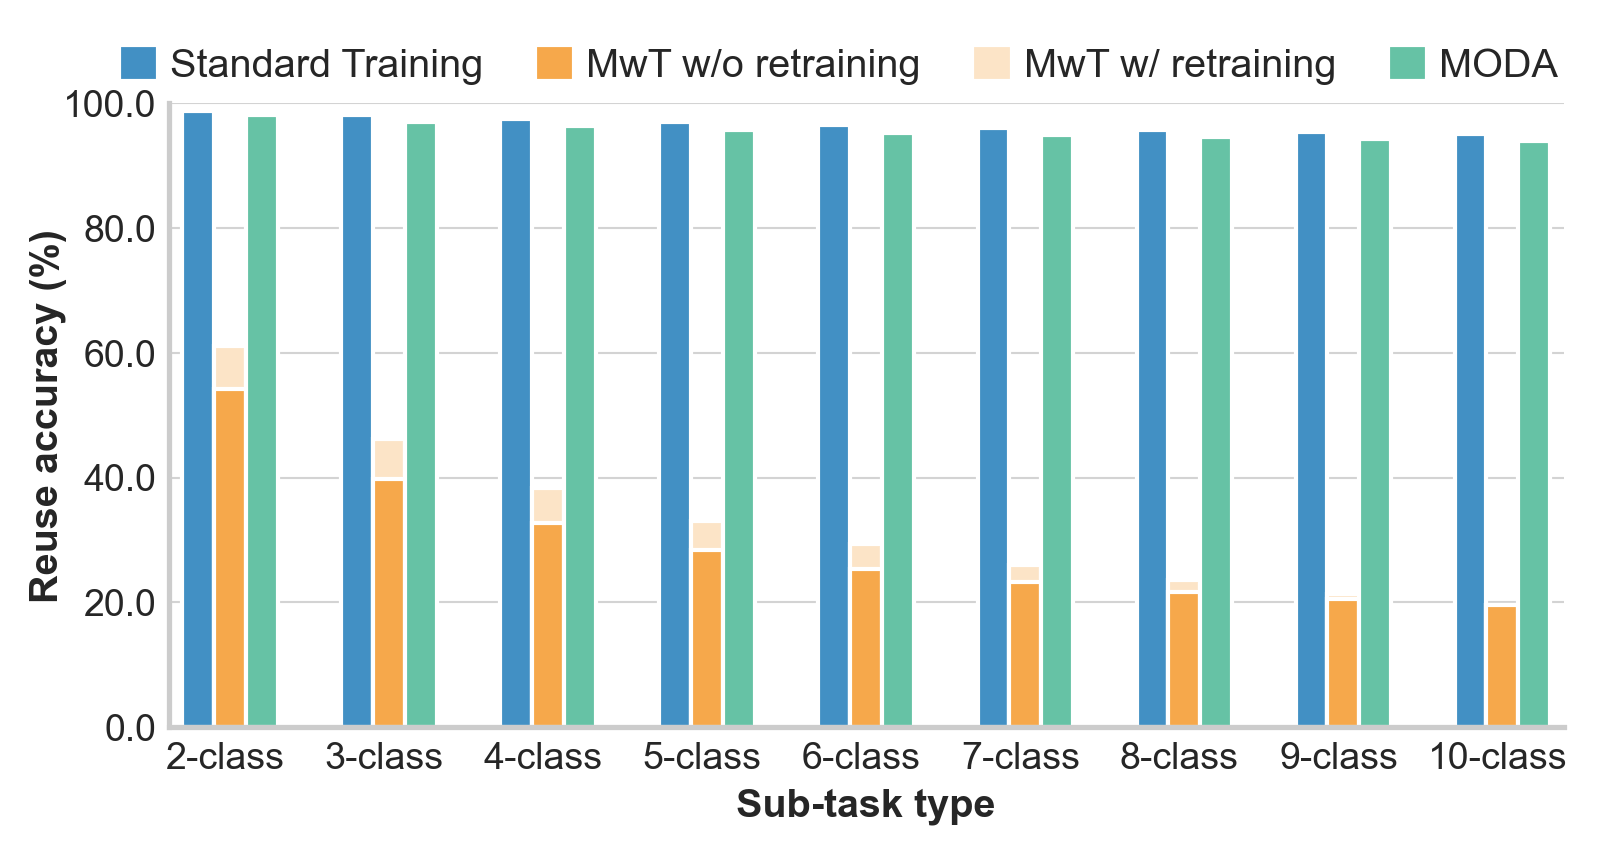 Standard Training MwT w/o retraining MwT w/ retraining MODA
100.0
80.0
60.0
40.0
20.0
0.0
Reuse accuracy (%)
2-class 3-class 4-class 5-class 6-class 7-class 8-class 9-class 10-class
Sub-task type